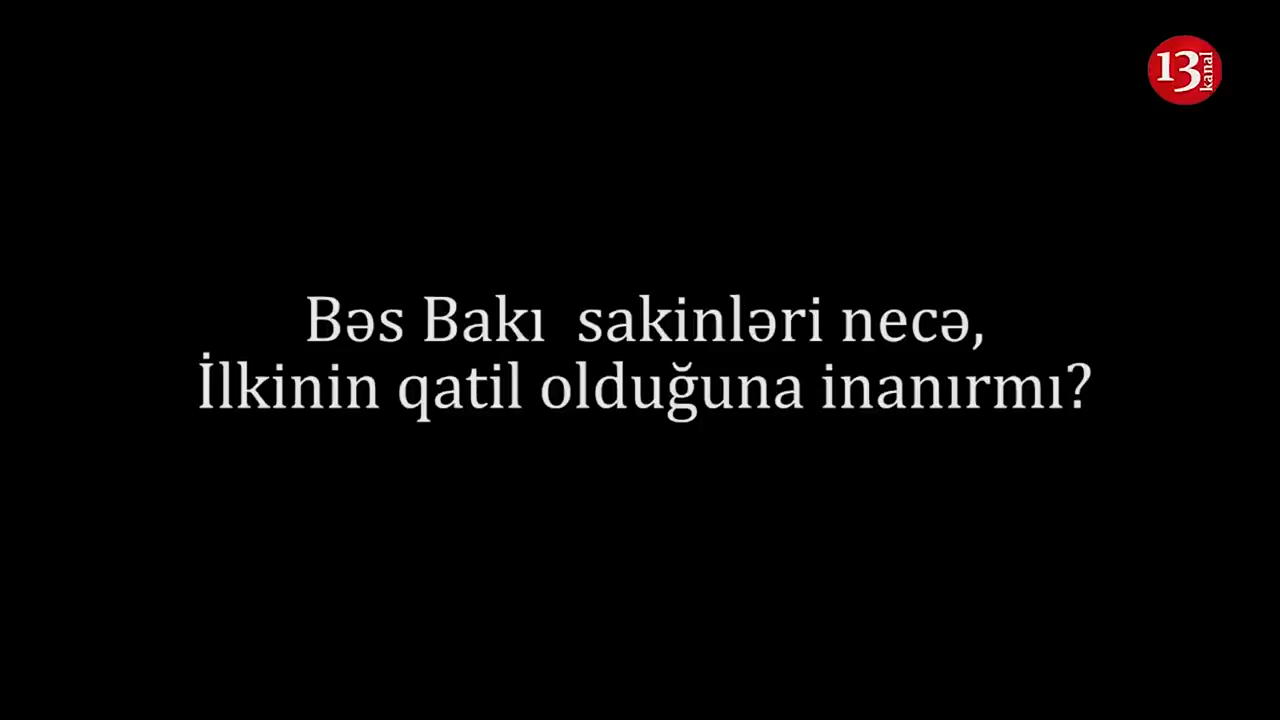 13 kanal
Bəs Bakı sakinləri necə,
İlkinin qatil olduğuna inanırmı?